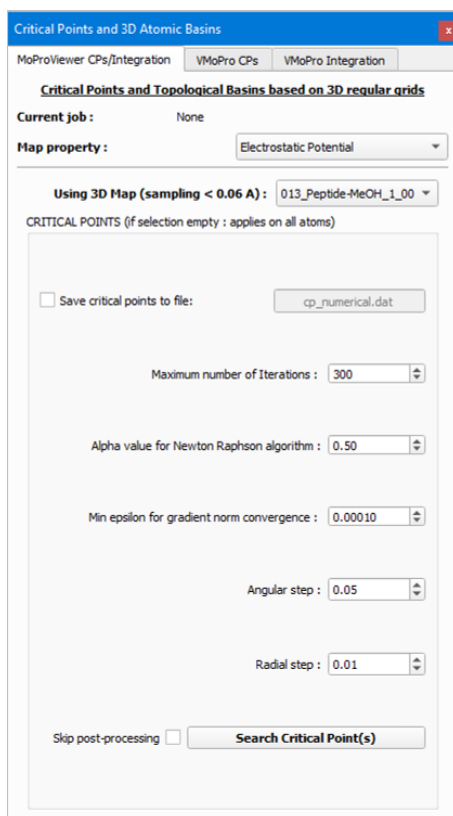 Critical Points and 3D Atomic Basins x
MoProViewer CPs/Integration VMoPro CPs VMoPro Integration
Critical Points and Topological Basins based on 3D regular grids
Current job : None
Map property : Electrostatic Potential
Using 3D Map (sampling < 0.06 A) : 013_Peptide-MeOH_1_00
CRITICAL POINTS (if selection empty : applies on all atoms)
Save critical points to file: cp_numerical.dat
Maximum number of Iterations : 300
Alpha value for Newton Raphson algorithm : 0.50
Min epsilon for gradient norm convergence : 0.00010
Angular step : 0.05
Radial step : 0.01
Skip post-processing Search Critical Point(s)